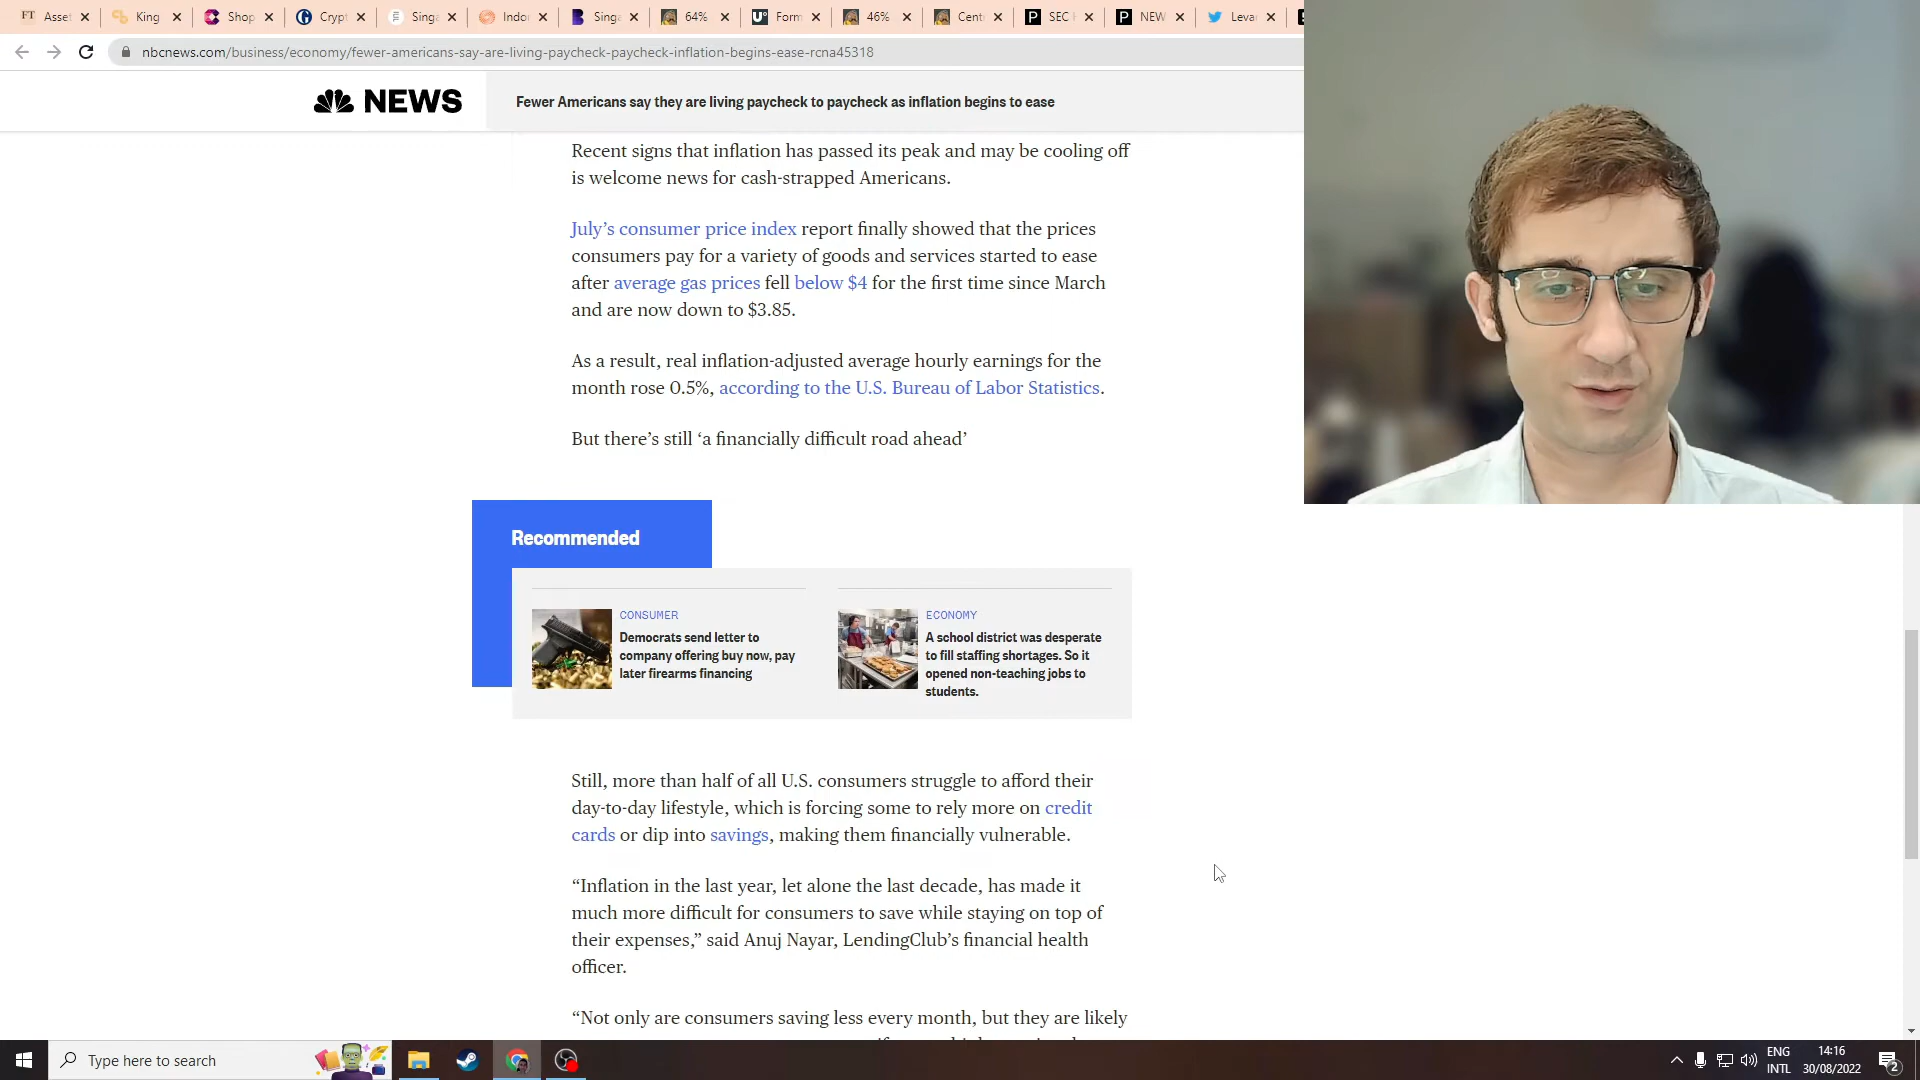 Asset
King
Shop
Crypt
Singa
Indon
Singa
64%
Form
46%
Centr
SEC
NEW
Levan
nbcnews.com/business/economy/fewer-americans-say-are-living-paycheck-paycheck-inflation-begins-ease-rcna45318
NEWS
Fewer Americans say they are living paycheck to paycheck as inflation begins to ease
Recent signs that inflation has passed its peak and may be cooling off
is welcome news for cash-strapped Americans.
July’s consumer price index report finally showed that the prices
consumers pay for a variety of goods and services started to ease
after average gas prices fell below $4 for the first time since March
and are now down to $3.85.
As a result, real inflation-adjusted average hourly earnings for the
month rose 0.5%, according to the U.S. Bureau of Labor Statistics.
But there’s still ‘a financially difficult road ahead’
Recommended
CONSUMER
Democrats send letter to
company offering buy now, pay
later firearms financing
ECONOMY
A school district was desperate
to fill staffing shortages. So it
opened non-teaching jobs to
students.
Still, more than half of all U.S. consumers struggle to afford their
day-to-day lifestyle, which is forcing some to rely more on credit
cards or dip into savings, making them financially vulnerable.
“Inflation in the last year, let alone the last decade, has made it
much more difficult for consumers to save while staying on top of
their expenses,” said Anuj Nayar, LendingClub’s financial health
officer.
“Not only are consumers saving less every month, but they are likely
Type here to search
ENG
INTL
14:16
30/08/2022
2